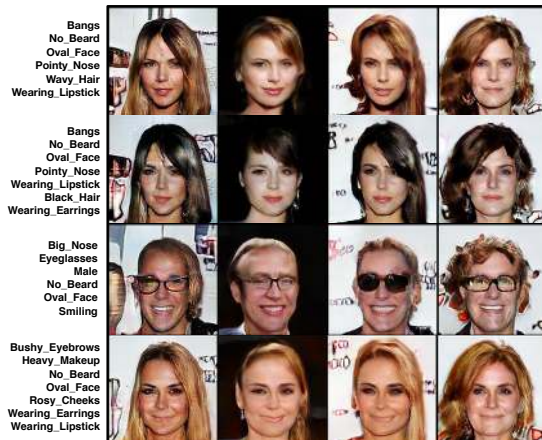 Bangs
No_Beard
Oval_Face
Pointy_Nose
Wavy_Hair
Wearing_Lipstick
Bangs
No_Beard
Oval_Face
Pointy_Nose
Wearing_Lipstick
Black_Hair
Wearing_Earrings
Big_Nose
Eyeglasses
Male
No_Beard
Oval_Face
Smiling
Bushy_Eyebrows
Heavy_Makeup
No_Beard
Oval_Face
Rosy_Cheeks
Wearing_Earrings
Wearing_Lipstick